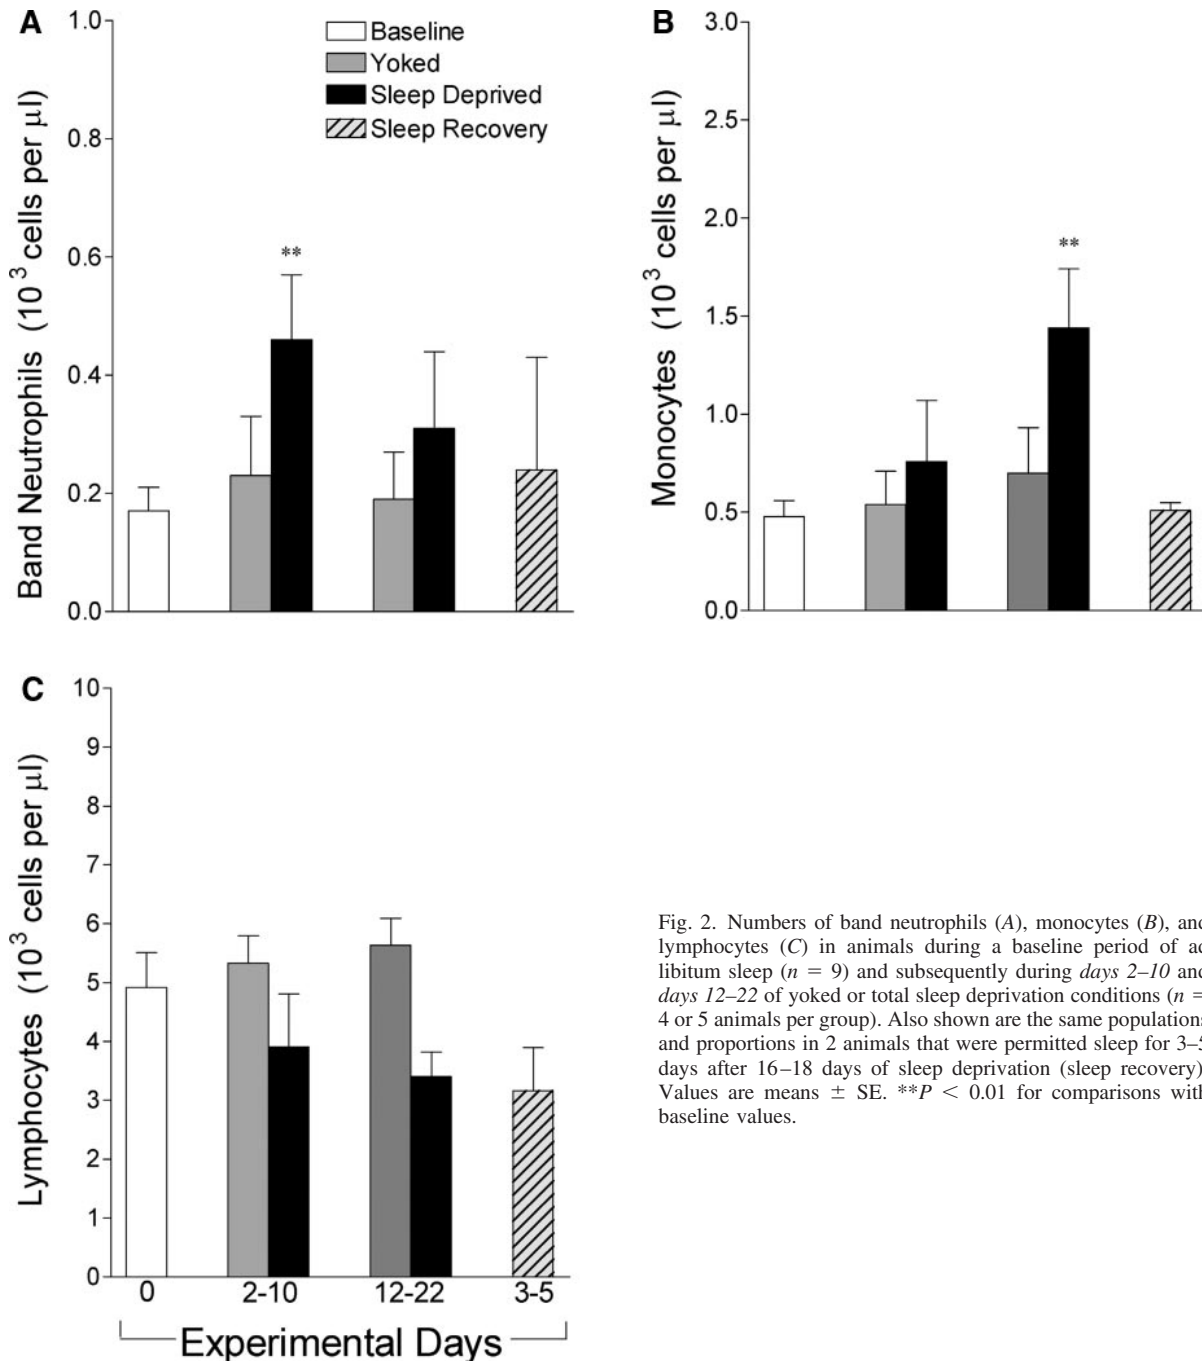 A
1.0
0.8
0.6
0.4
0.2
0.0
Band Neutrophils (10³ cells per µl)
Baseline
Yoked
Sleep Deprived
Sleep Recovery
**
B
3.0
2.5
2.0
1.5
1.0
0.5
0.0
Monocytes (10³ cells per µl)
**
C
10
9
8
7
6
5
4
3
2
1
0
Lymphocytes (10³ cells per µl)
0 2-10 12-22 3-5
Experimental Days
Fig. 2. Numbers of band neutrophils (A), monocytes (B), and
lymphocytes (C) in animals during a baseline period of
libitum sleep (n = 9) and subsequently during days 2–10 and
days 12–22 of yoked or total sleep deprivation conditions (n =
4 or 5 animals per group). Also shown are the same populations
and proportions in 2 animals that were permitted sleep for 3–5
days after 16–18 days of sleep deprivation (sleep recovery)
Values are means ± SE. **P < 0.01 for comparisons with
baseline values.